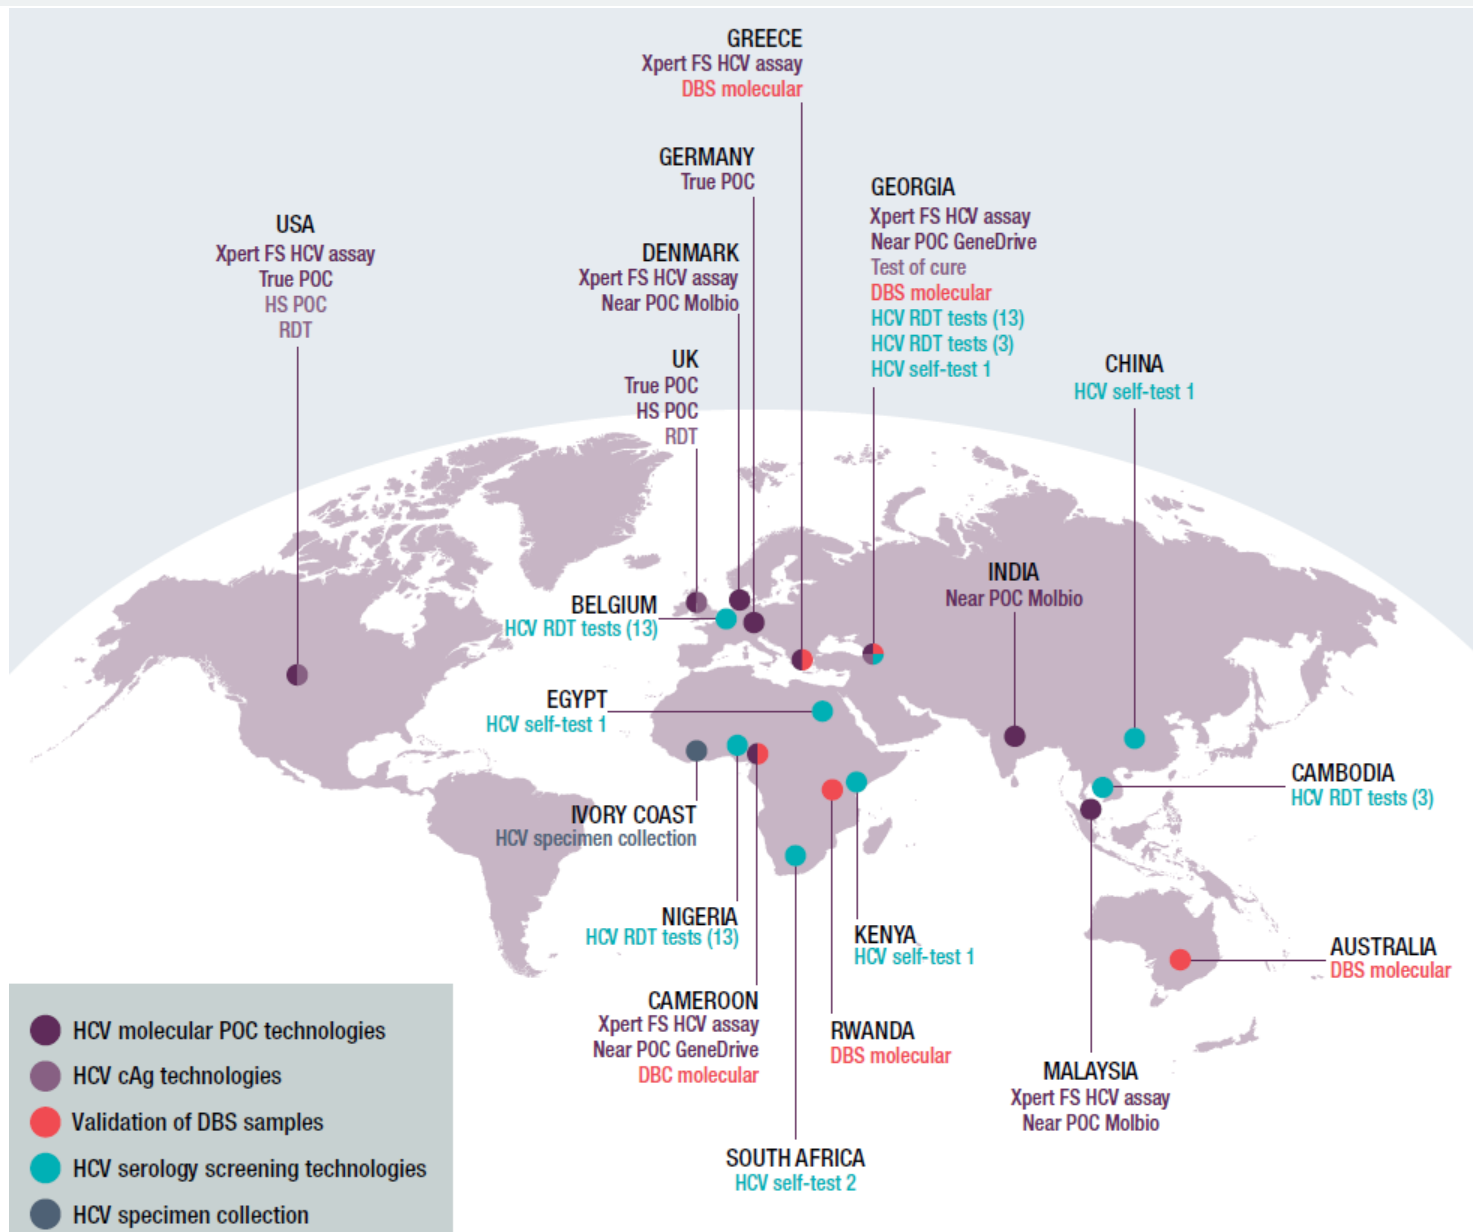 GREECE
Xpert FS HCV assay
DBS molecular
GERMANY
True POC
GEORGIA
Xpert FS HCV assay
Near POC GeneDrive
Test of cure
DBS molecular
HCV RDT tests (13)
HCV RDT tests (3)
HCV self-test 1
USA
Xpert FS HCV assay
True POC
HS POC
RDT
DENMARK
Xpert FS HCV assay
Near POC Molbio
UK
True POC
HS POC
RDT
CHINA
HCV self-test 1
INDIA
Near POC Molbio
BELGIUM
HCV RDT tests (13)
EGYPT
HCV self-test 1
CAMBODIA
HCV RDT tests (3)
IVORY COAST
HCV specimen collection
NIGERIA
HCV RDT tests (13)
KENYA
HCV self-test 1
AUSTRALIA
DBS molecular
CAMEROON
Xpert FS HCV assay
Near POC GeneDrive
DBC molecular
RWANDA
DBS molecular
MALAYSIA
Xpert FS HCV assay
Near POC Molbio
SOUTH AFRICA
HCV self-test 2
HCV molecular POC technologies
HCV cAg technologies
Validation of DBS samples
HCV serology screening technologies
HCV specimen collection